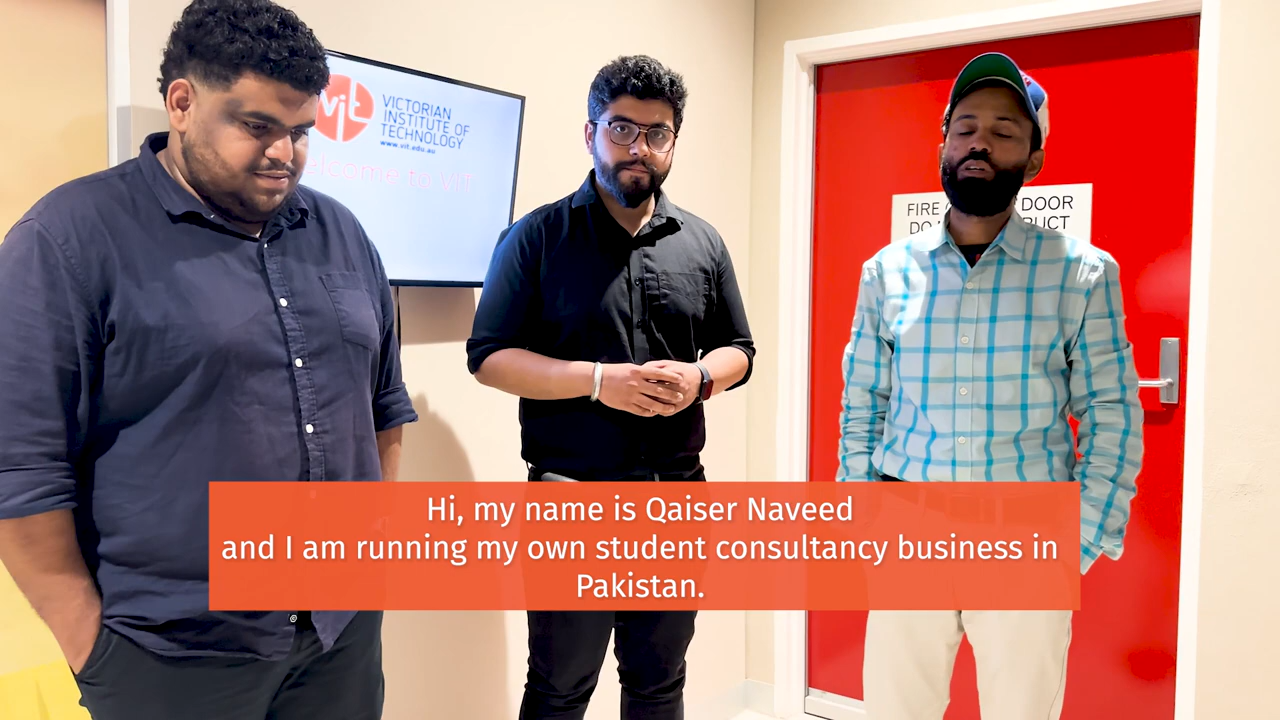 vit
VICTORIAN
INSTITUTE OF
TECHNOLOGY
www.vit.edu.au
elcome to VIT
FIRE DOOR
DO
UCT
Hi, my name is Qaiser Naveed
and I am running my own student consultancy business in
Pakistan.